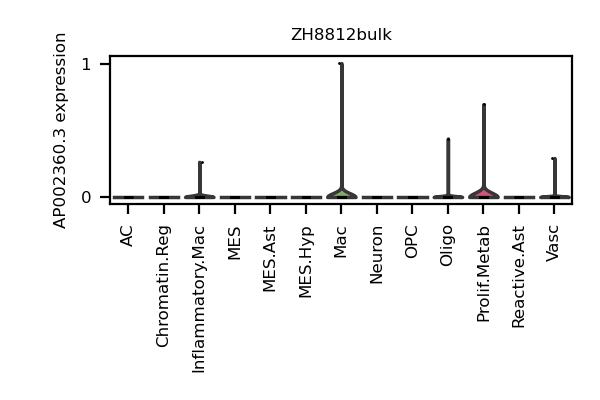 ZH8812bulk
AP002360.3 expression
1
0
AC
Chromatin.Reg
Inflammatory.Mac
MES
MES.Ast
MES.Hyp
Mac
Neuron
OPC
Oligo
Prolif.Metab
Reactive.Ast
Vasc